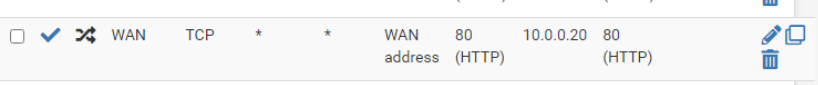 WAN TCP * * WAN 80 10.0.0.20 80
address (HTTP) (HTTP)